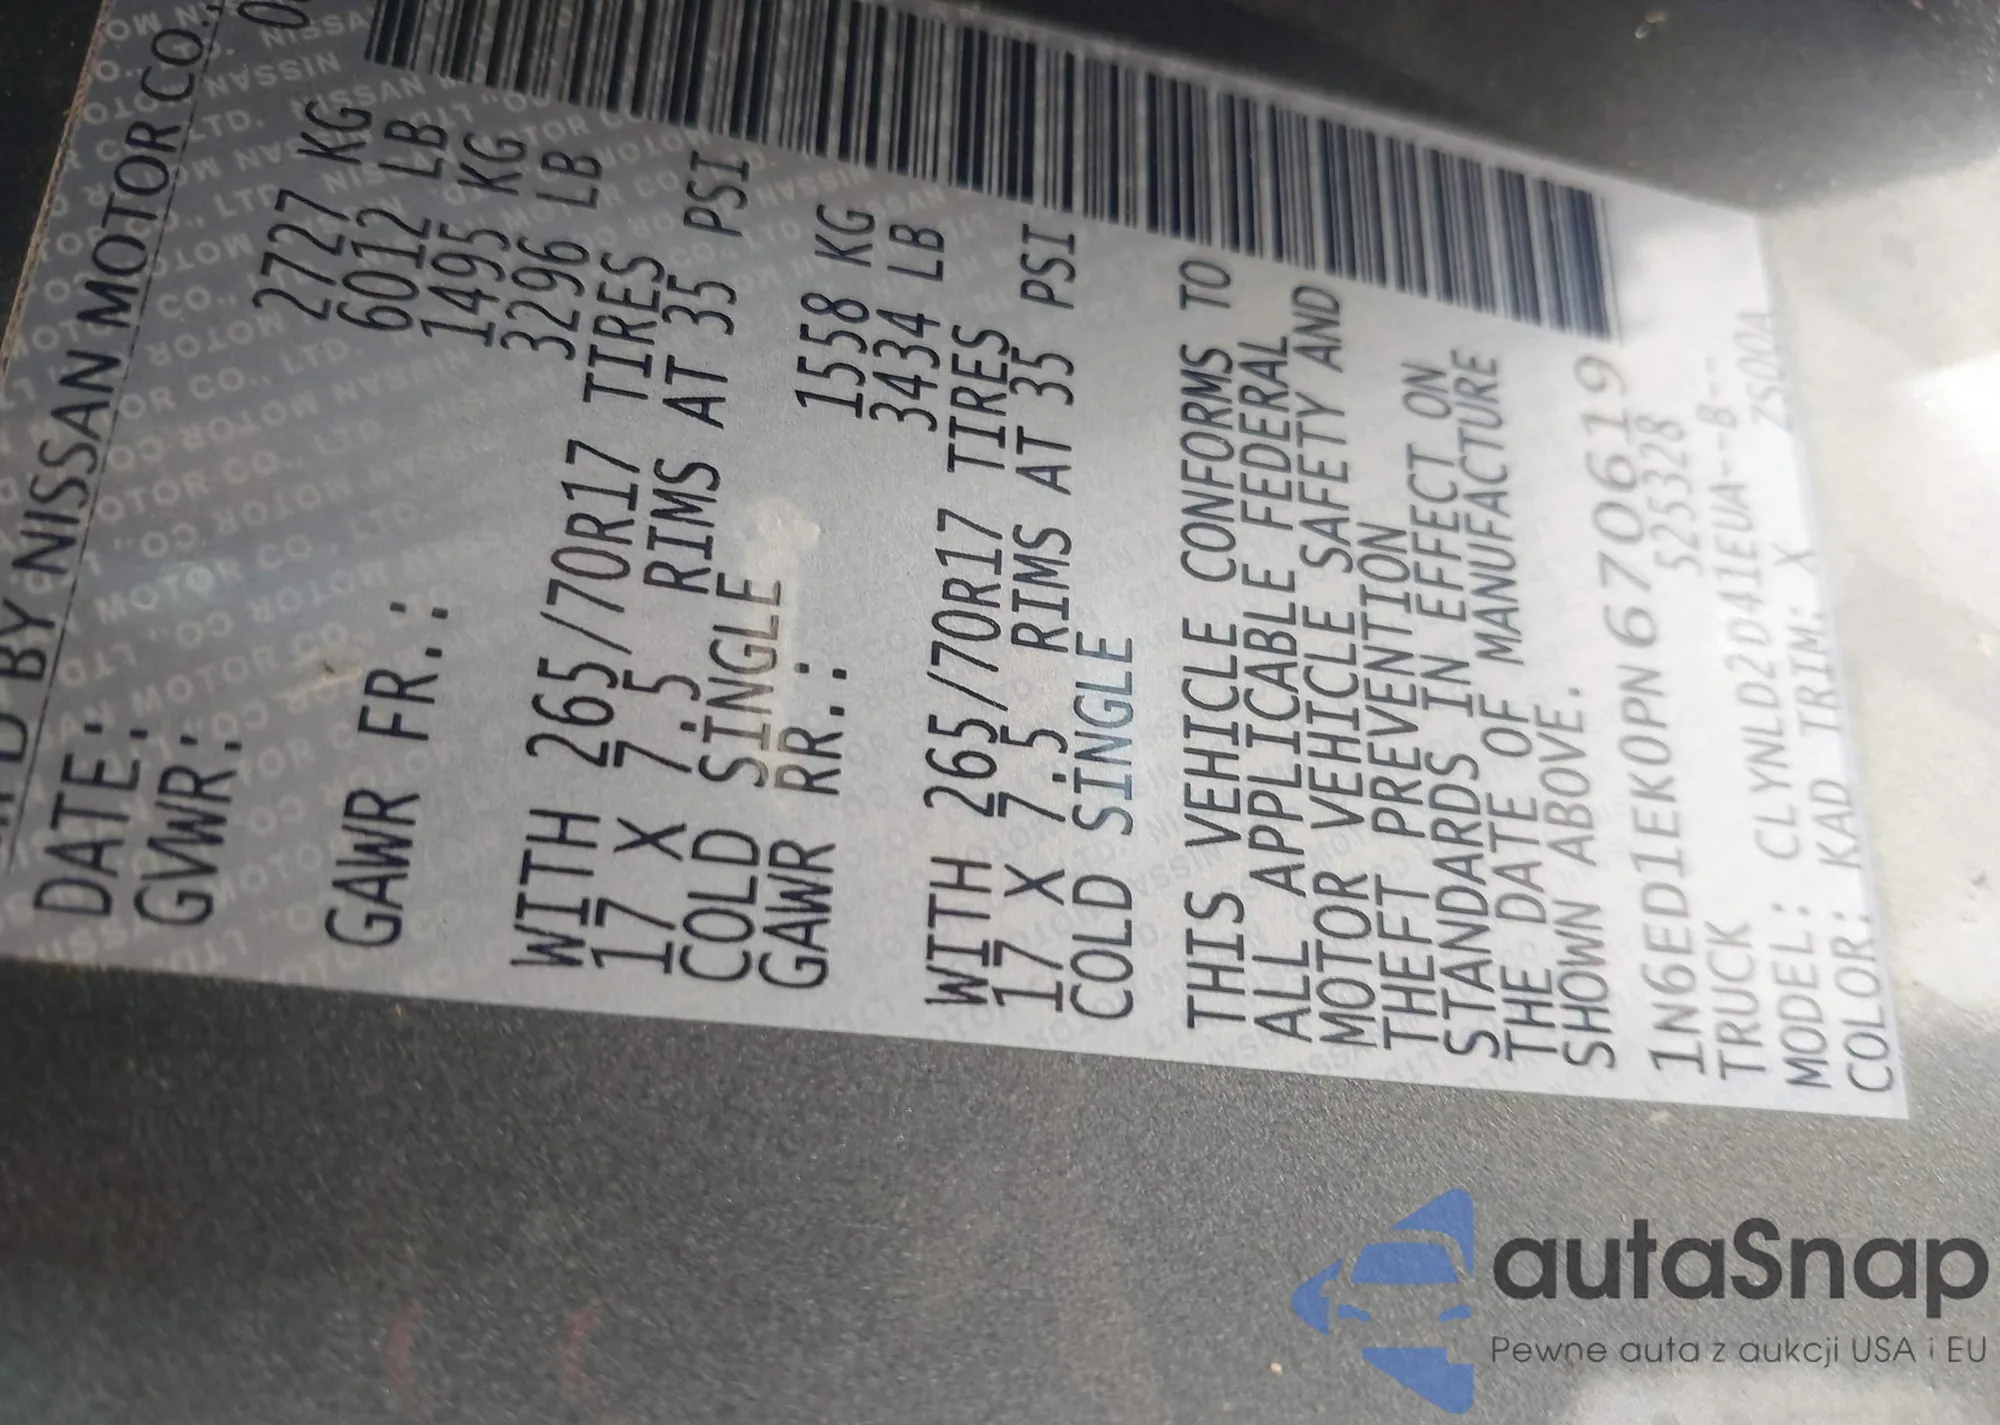 BY NISSAN MOTOR CO.,
DATE:
GVWR: 2727 KG
6012 LB
GAWR FR.: 1495 KG
3296 LB
WITH 265/70R17 TIRES
17 X 7.5 RIMS AT 35 PSI
COLD SINGLE
GAWR RR.: 1558 KG
3434 LB
WITH 265/70R17 TIRES
17 X 7.5 RIMS AT 35 PSI
COLD SINGLE
THIS VEHICLE CONFORMS TO
ALL APPLICABLE FEDERAL
MOTOR VEHICLE SAFETY AND
THEFT PREVENTION
STANDARDS IN EFFECT ON
THE DATE OF MANUFACTURE
SHOWN ABOVE.
1N6ED1EK0PN670619
TRUCK 525328
MODEL: CLYNLD2D41EUA--B--
COLOR: KAD TRIM: X ZS00A
autaSnap
Pewne auta z aukcji USA i EU